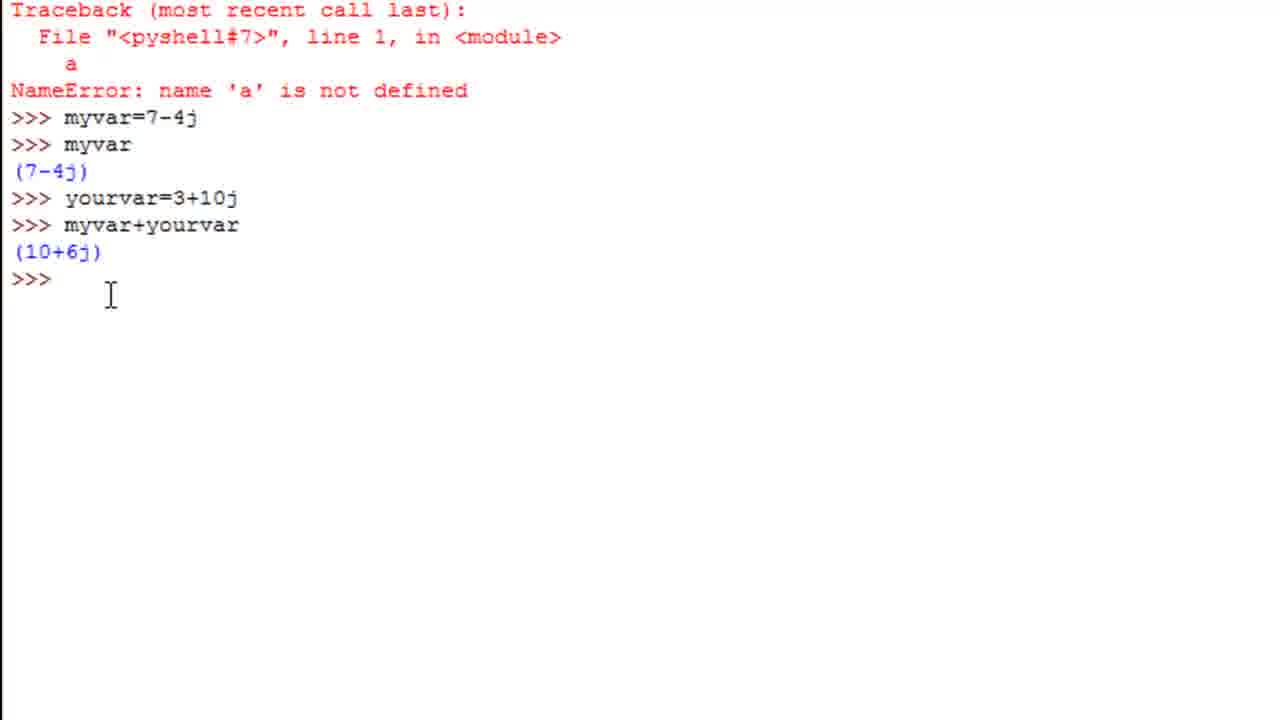 Traceback (most recent call last):
  File "<pyshell#7>", line 1, in <module>
    a
NameError: name 'a' is not defined
>>> myvar=7-4j
>>> myvar
(7-4j)
>>> yourvar=3+10j
>>> myvar+yourvar
(10+6j)
>>>